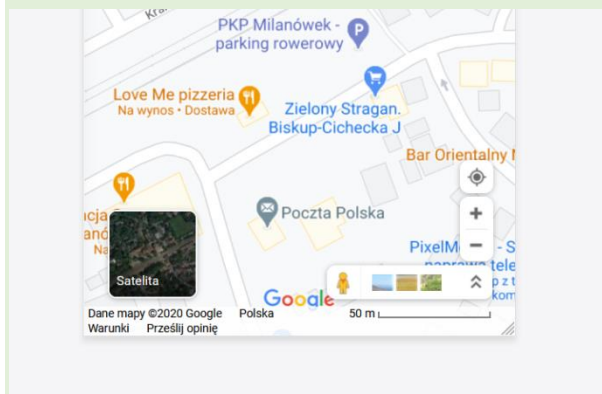 PKP Milanówek -
parking rowerowy
Love Me pizzeria
Na wynos • Dostawa
Zielony Stragan.
Biskup-Cichecka J
Bar Orientalny
Poczta Polska
Satelita
Google
Dane mapy ©2020 Google Polska 50 m
Warunki Prześlij opinię